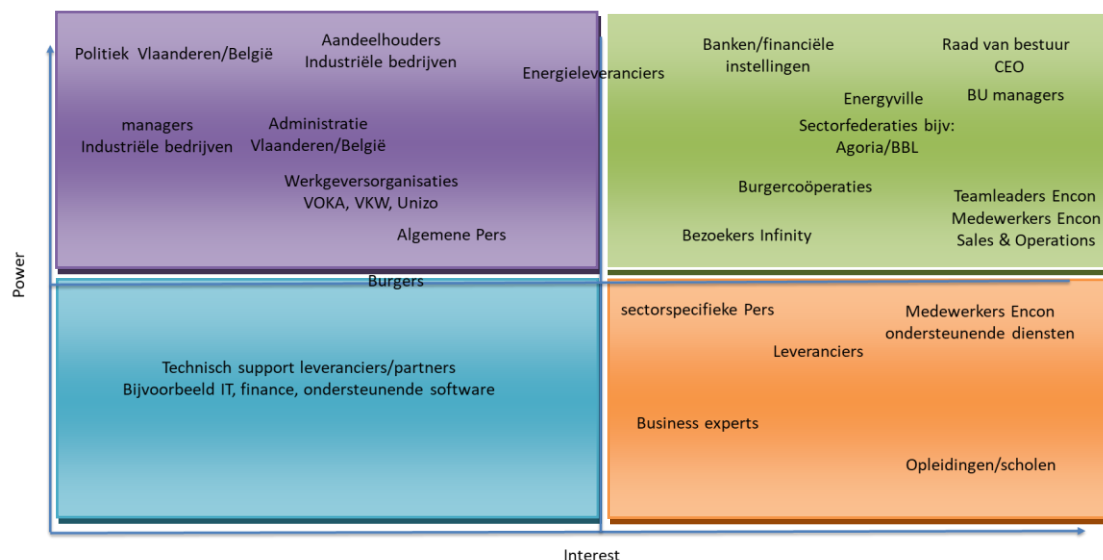 Politiek Vlaanderen/België
Aandeelhouders
Industriële bedrijven
Energieleveranciers
managers
Industriële bedrijven
Administratie
Vlaanderen/België
Werkgeversorganisaties
VOKA, VKW, Unizo
Algemene Pers
Banken/financiële
instellingen
Raad van bestuur
CEO
BU managers
Energyville
Sectorfederaties bijv:
Agoria/BBL
Burgercoöperaties
Teamleaders Encon
Medewerkers Encon
Sales & Operations
Bezoekers Infinity
Power
Burgers
Technisch support leveranciers/partners
Bijvoorbeeld IT, finance, ondersteunende software
sectorspecifieke Pers
Medewerkers Encon
ondersteunende diensten
Leveranciers
Business experts
Opleidingen/scholen
Interest